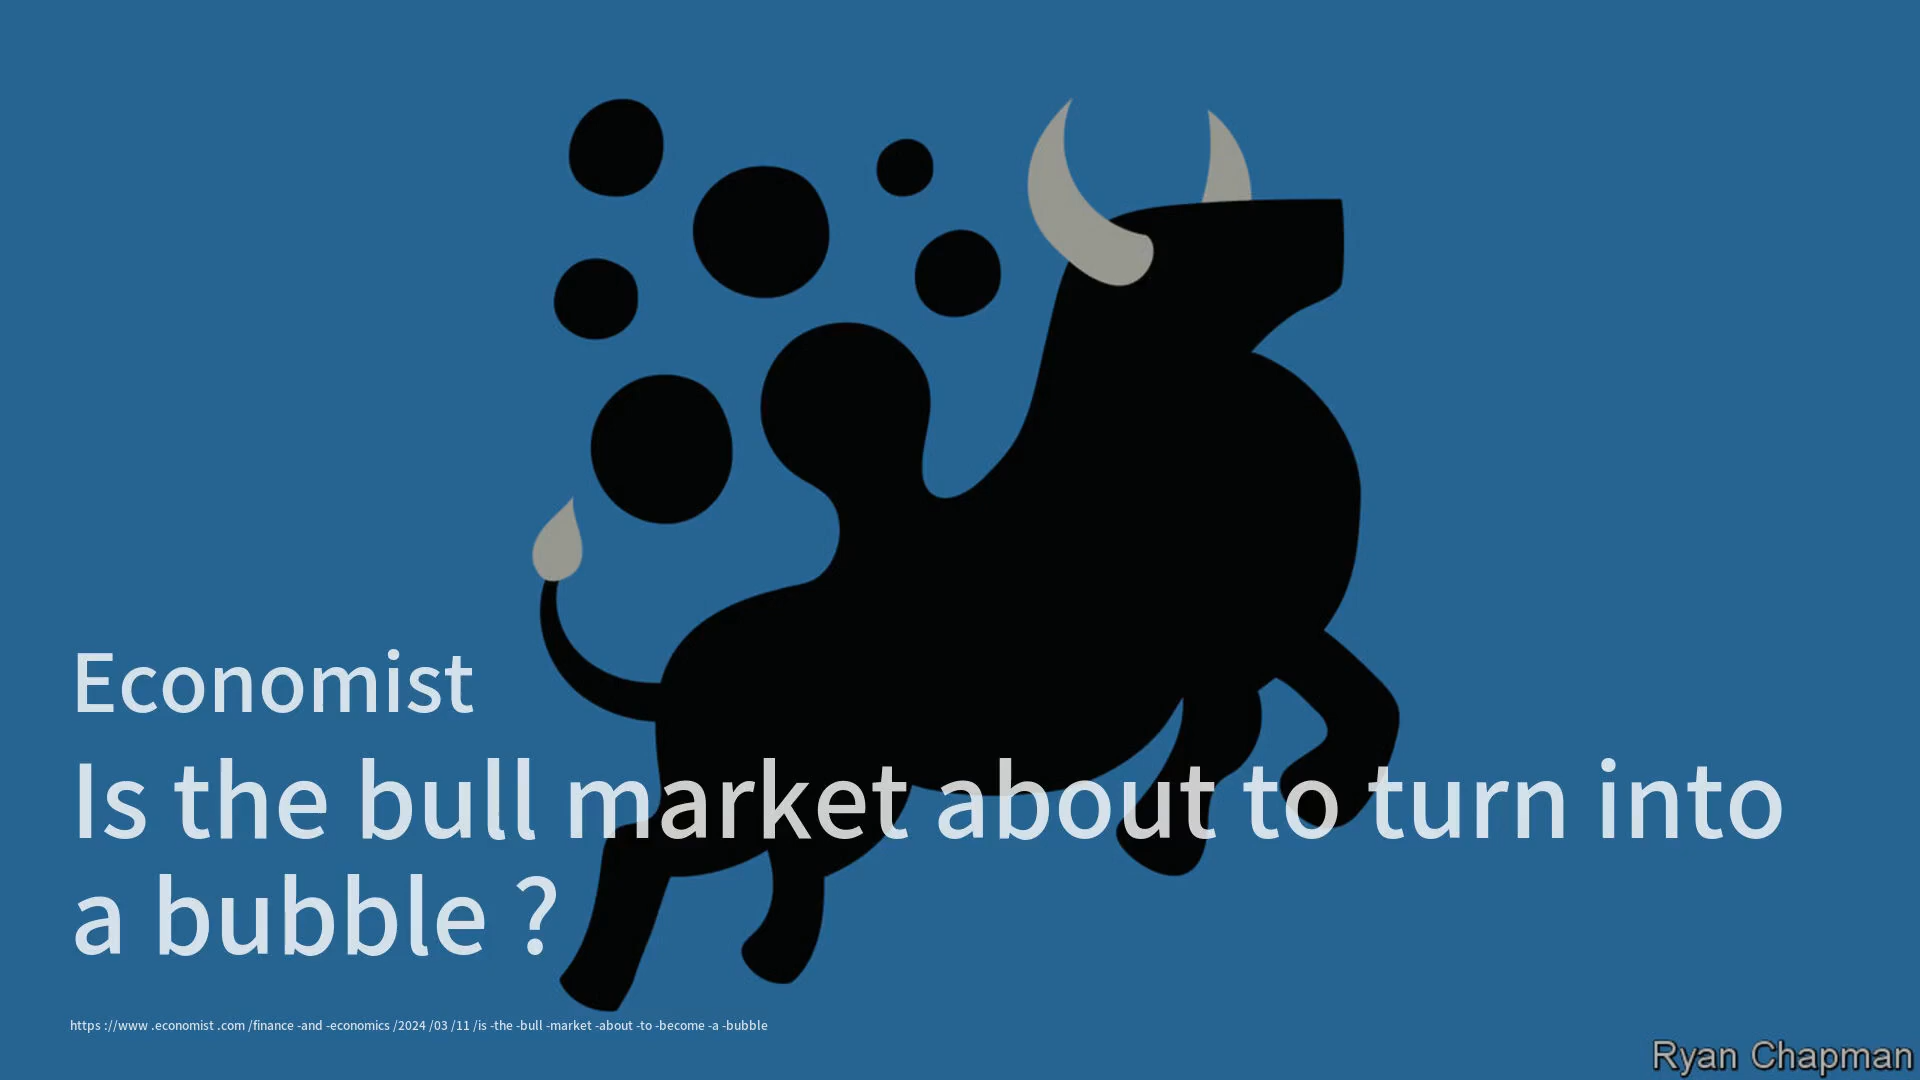 Economist
Is the bull market about to turn into
a bubble ?
https ://www .economist .com /finance -and -economics /2024 /03 /11 /is -the -bull -market -about -to -become -a -bubble
Ryan Chapman